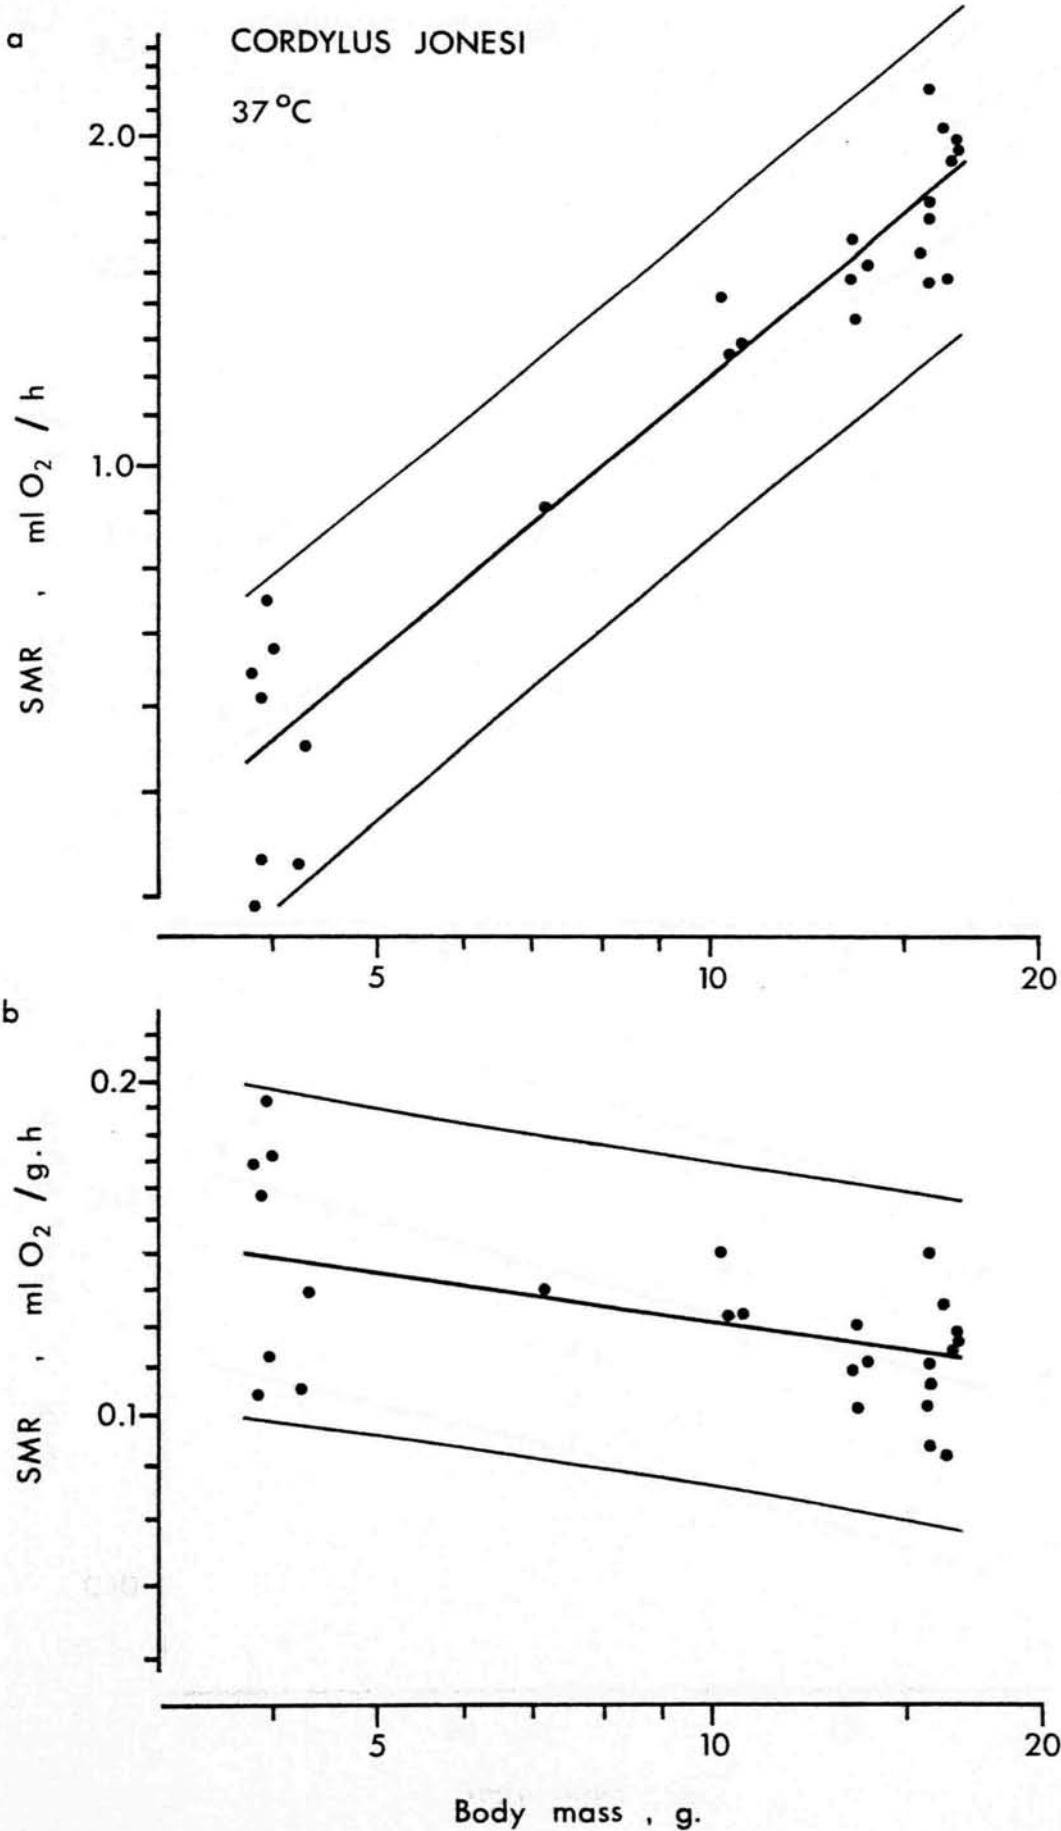 a
CORDYLUS JONESI
37°C
2.0
1.0
SMR , ml O₂ / h
5 10 20
b
0.2
0.1
SMR , ml O₂ /g.h
5 10 20
Body mass , g.